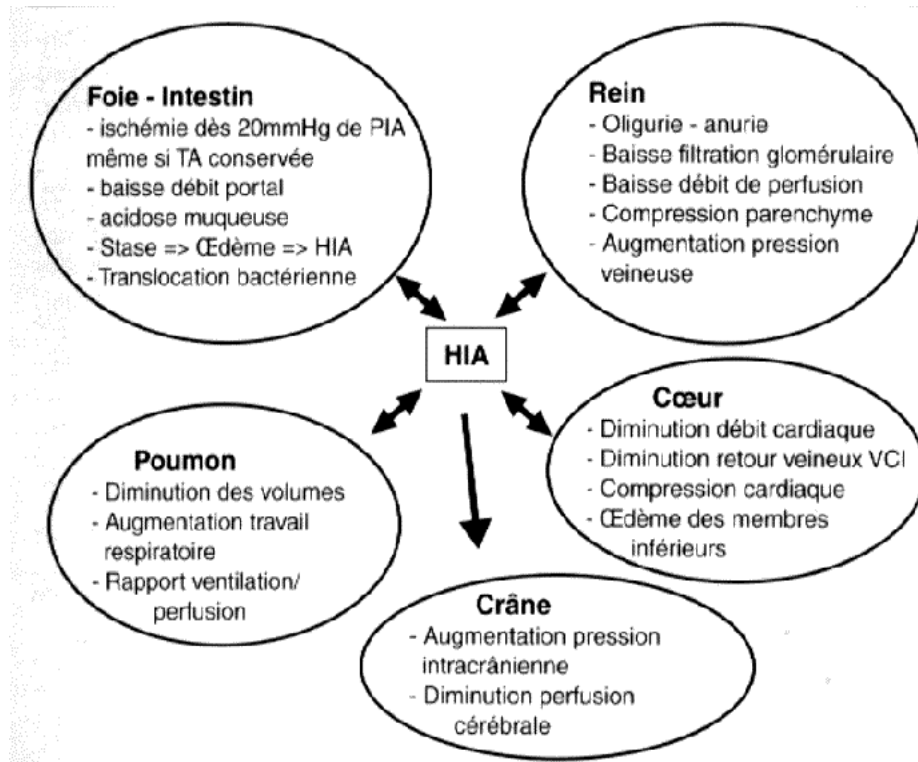 Foie - Intestin
- ischémie dès 20mmHg de PIA
même si TA conservée
- baisse débit portal
- acidose muqueuse
- Stase => Œdème => HIA
- Translocation bactérienne
Rein
- Oligurie - anurie
- Baisse filtration glomérulaire
- Baisse débit de perfusion
- Compression parenchyme
- Augmentation pression
veineuse
HIA
Poumon
- Diminution des volumes
- Augmentation travail
respiratoire
- Rapport ventilation/
perfusion
Cœur
- Diminution débit cardiaque
- Diminution retour veineux VCI
- Compression cardiaque
- Œdème des membres
inférieurs
Crâne
- Augmentation pression
intracrânienne
- Diminution perfusion
cérébrale